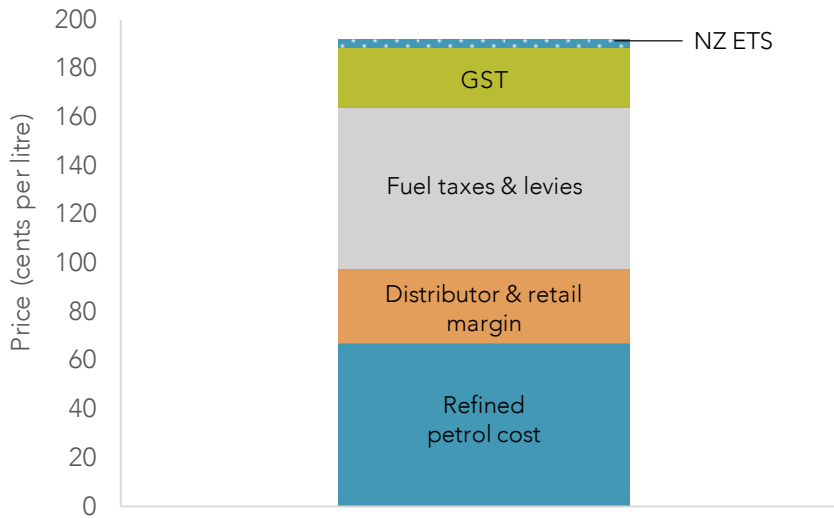 200
NZ ETS
180
GST
160
140
Fuel taxes & levies
120
100
Distributor & retail
margin
80
60
Refined
petrol cost
40
20
0
Price (cents per litre)